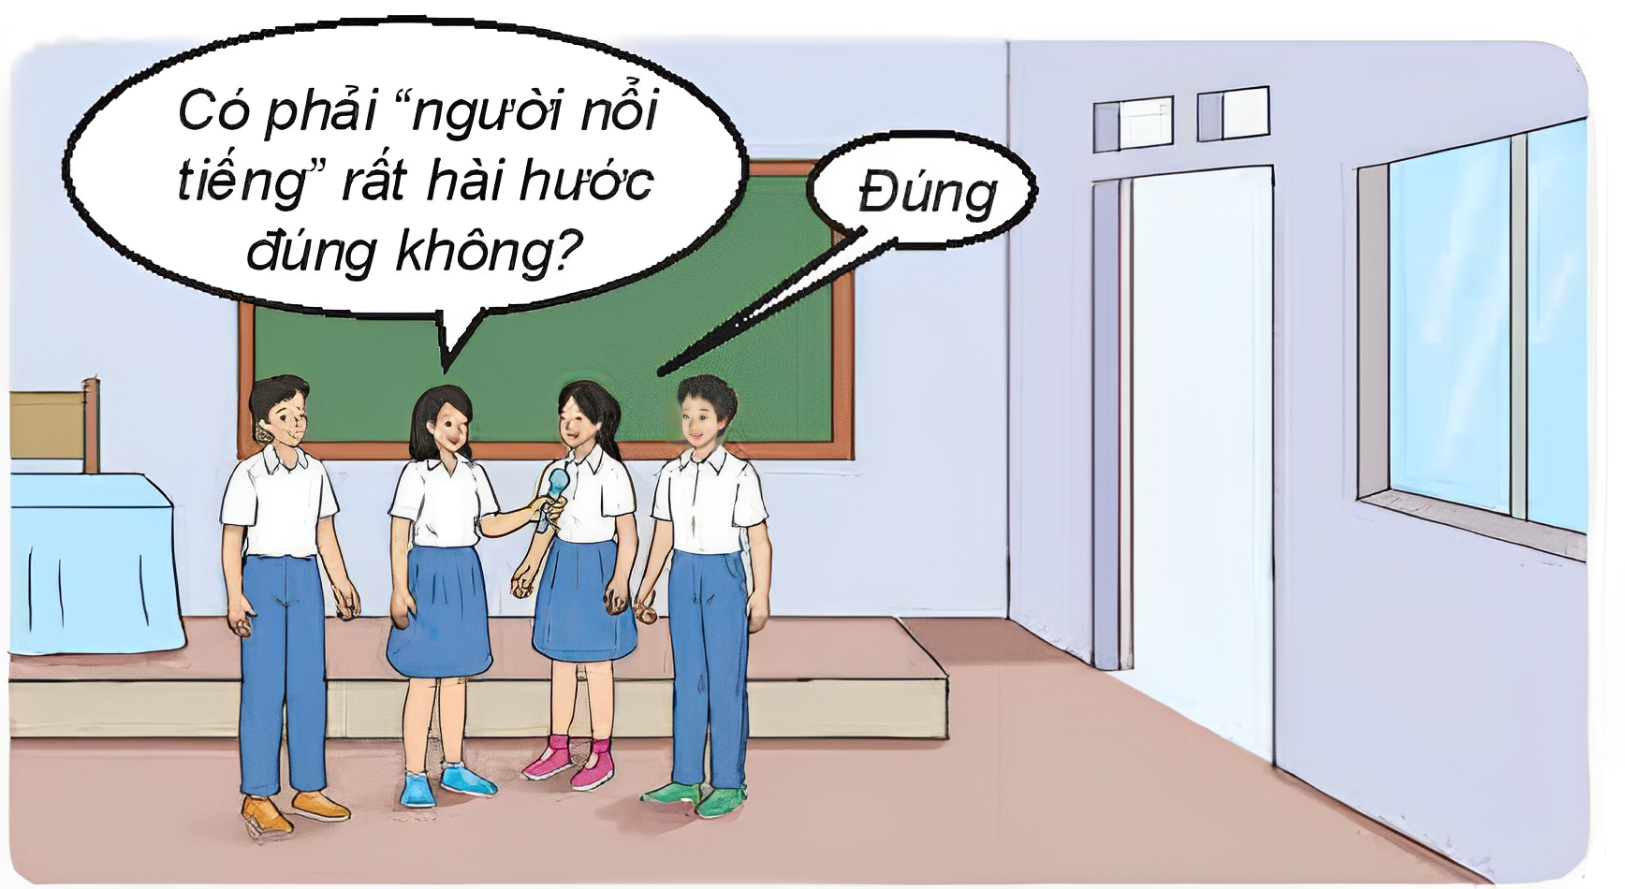 Có phải “người nổi
tiếng” rất hài hước
đúng không?
Đúng